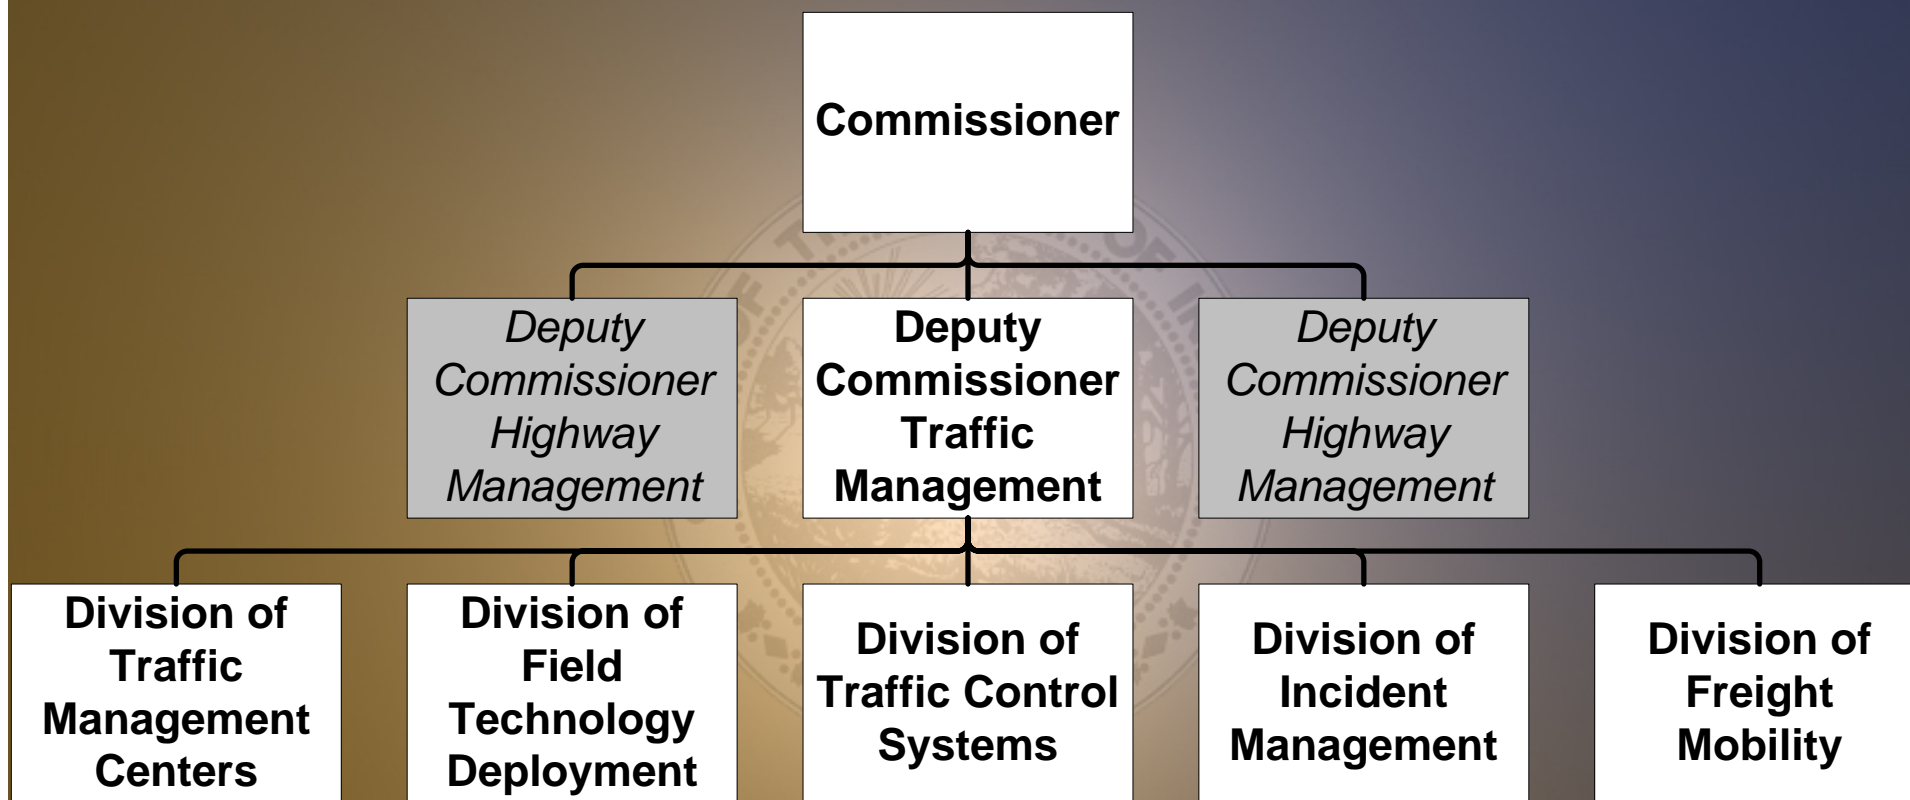 Commissioner
Deputy
Commissioner
Highway
Management
Deputy
Commissioner
Traffic
Management
Deputy
Commissioner
Highway
Management
Division of
Traffic
Management
Centers
Division of
Field
Technology
Deployment
Division of
Traffic Control
Systems
Division of
Incident
Management
Division of
Freight
Mobility